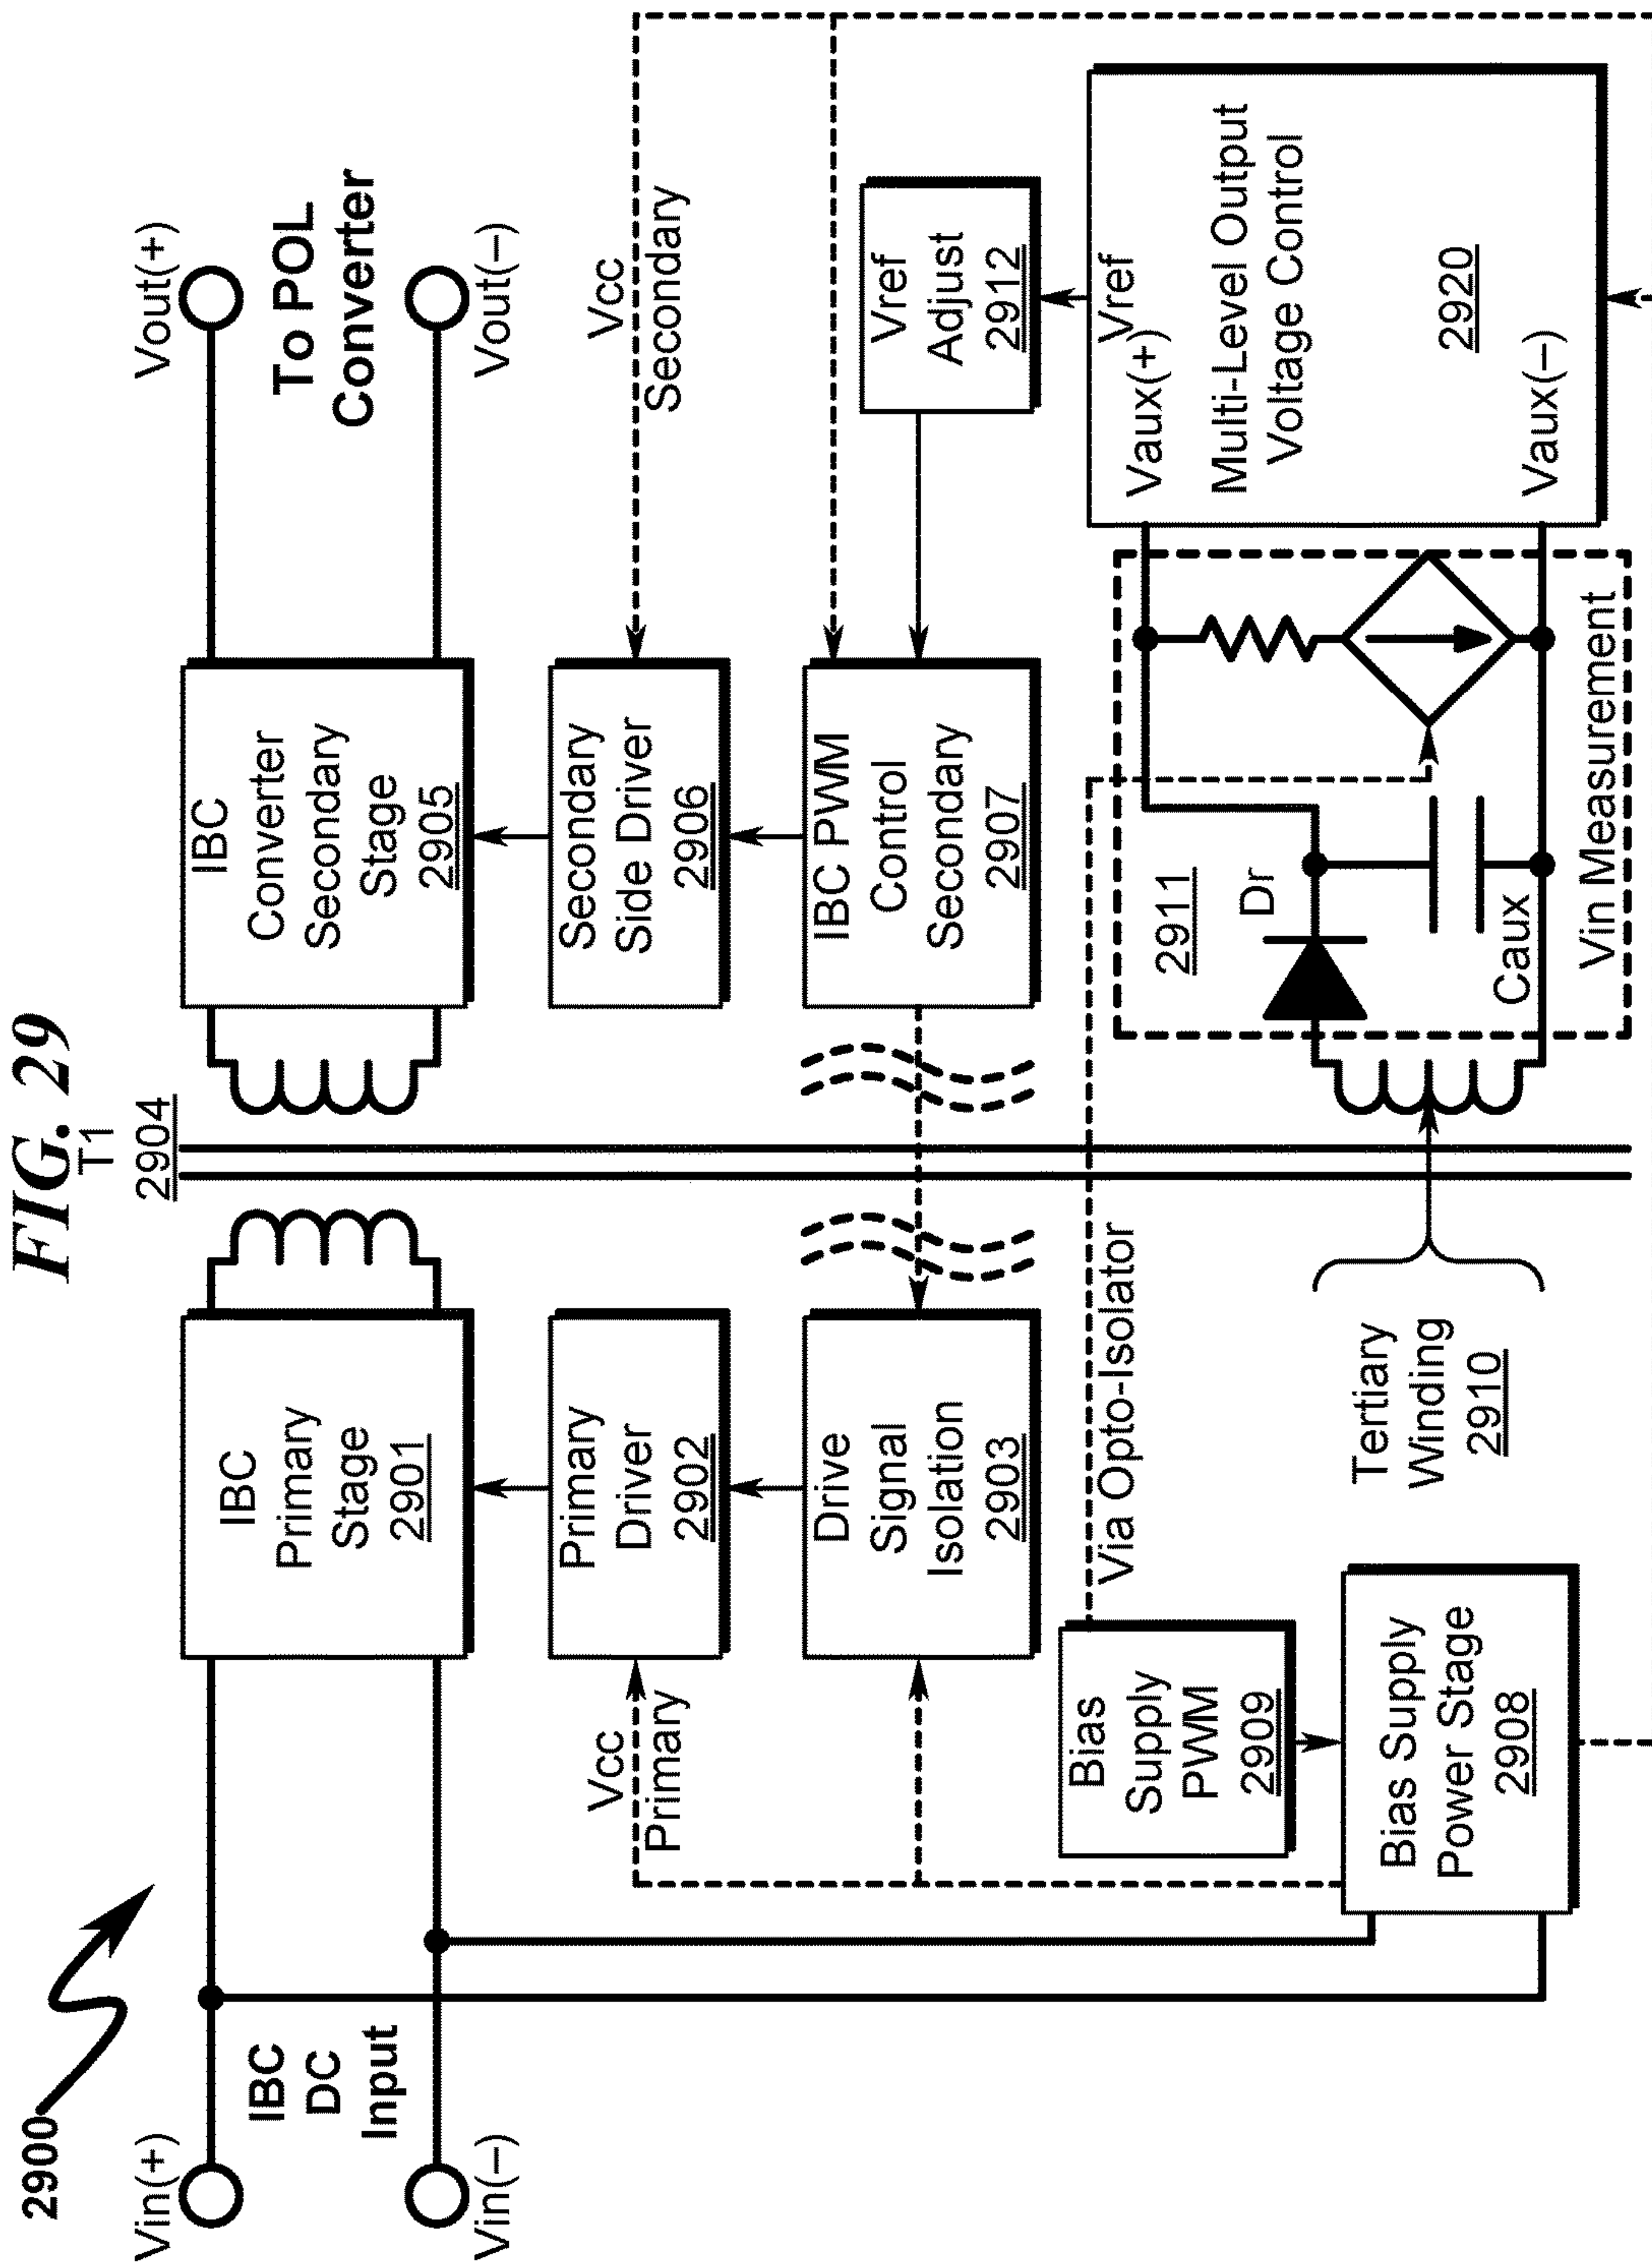 FIG. 29
2900
T1
2904
Vin(+)
IBC
DC
Input
Vin(–)
IBC
Primary
Stage
2901
IBC
Converter
Secondary
Stage
2905
Vout(+)
To POL
Converter
Vout(–)
Vcc
Primary
Primary
Driver
2902
Secondary
Side Driver
2906
Vcc
Secondary
Drive
Signal
Isolation
2903
IBC PWM
Control
Secondary
2907
Vref
Adjust
2912
Bias
Supply
PWM
2909
Via Opto-Isolator
Bias Supply
Power Stage
2908
Tertiary
Winding
2910
2911
Dr
Caux
Vin Measurement
Vref
Vaux(+)
Multi-Level Output
Voltage Control
2920
Vaux(–)